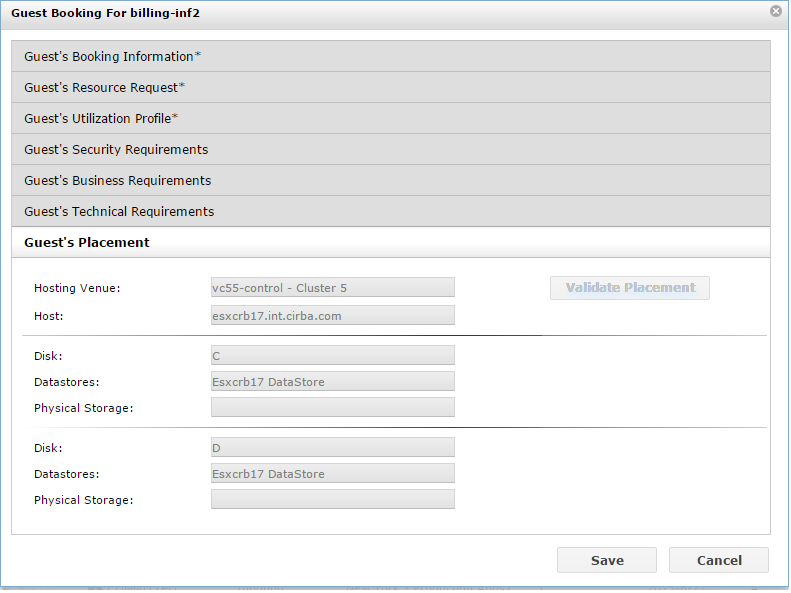 Guest Booking For billing-inf2
Guest's Booking Information*
Guest's Resource Request*
Guest's Utilization Profile*
Guest's Security Requirements
Guest's Business Requirements
Guest's Technical Requirements
Guest's Placement
Hosting Venue: vc55-control - Cluster 5 Validate Placement
Host: esxcrb17.int.cirba.com
Disk: C
Datastores: Esxcrb17 DataStore
Physical Storage:
Disk: D
Datastores: Esxcrb17 DataStore
Physical Storage:
Save Cancel